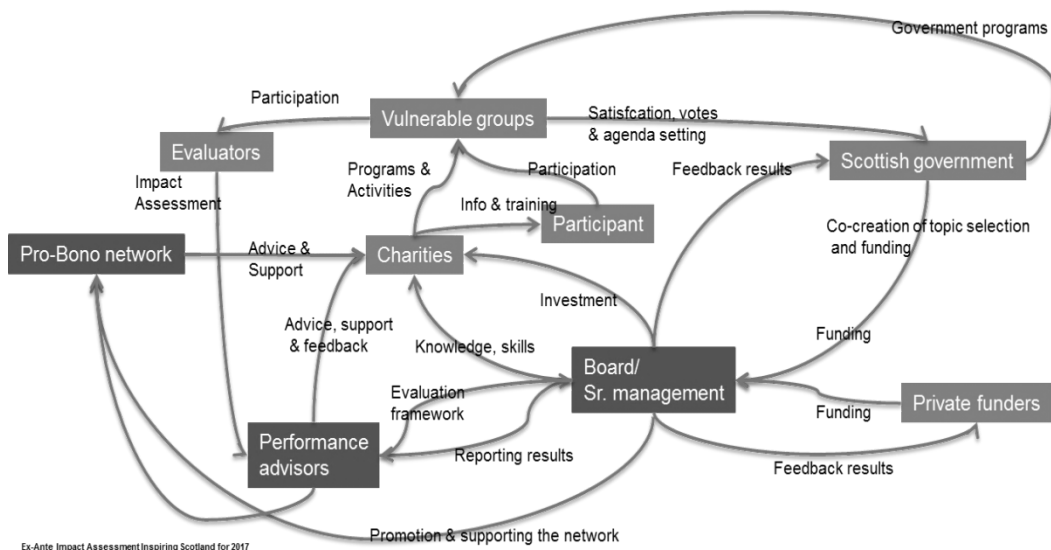 Government programs
Participation
Vulnerable groups
Satisfcation, votes
& agenda setting
Evaluators
Scottish government
Impact
Assessment
Programs &
Activities
Participation
Feedback results
Info & training
Participant
Co-creation of topic selection
and funding
Pro-Bono network
Advice &
Support
Charities
Investment
Advice, support
& feedback
Knowledge, skills
Funding
Board/
Sr. management
Evaluation
framework
Private funders
Funding
Performance
advisors
Reporting results
Feedback results
Promotion & supporting the network
Ex-Ante Impact Assessment Inspiring Scotland for 2017